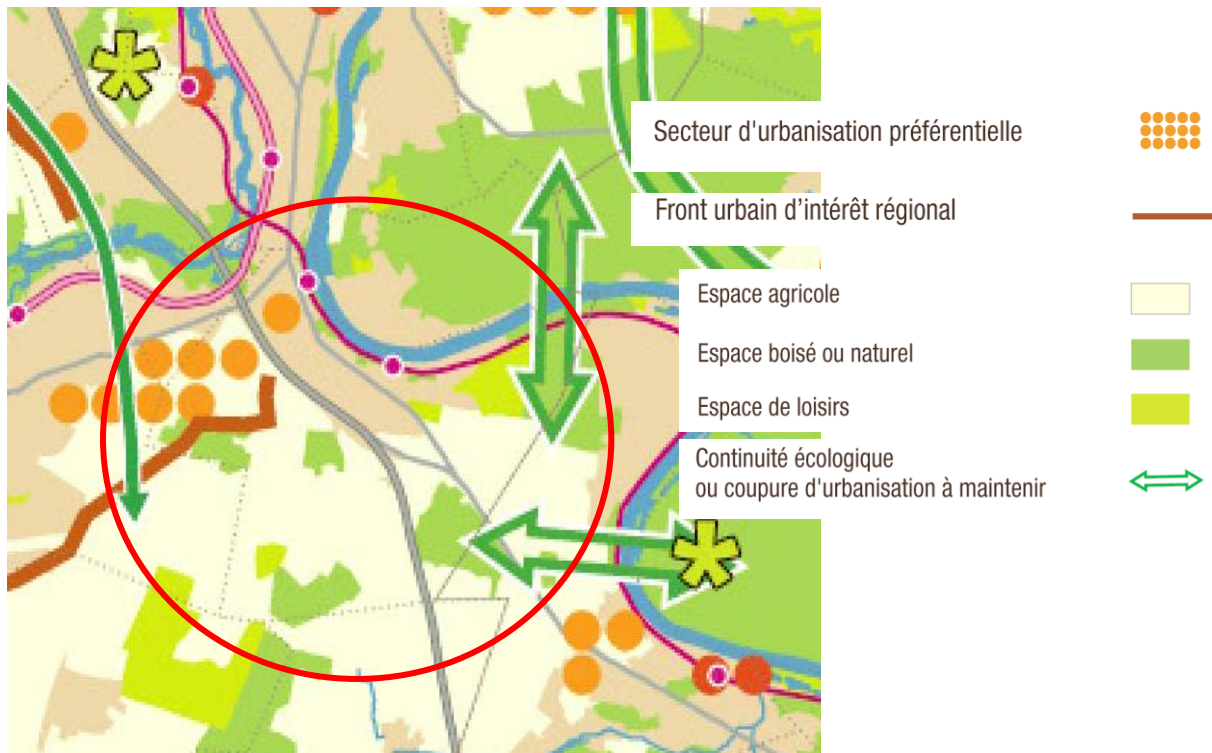 Secteur d'urbanisation préférentielle
Front urbain d’intérêt régional
Espace agricole
Espace boisé ou naturel
Espace de loisirs
Continuité écologique
ou coupure d'urbanisation à maintenir